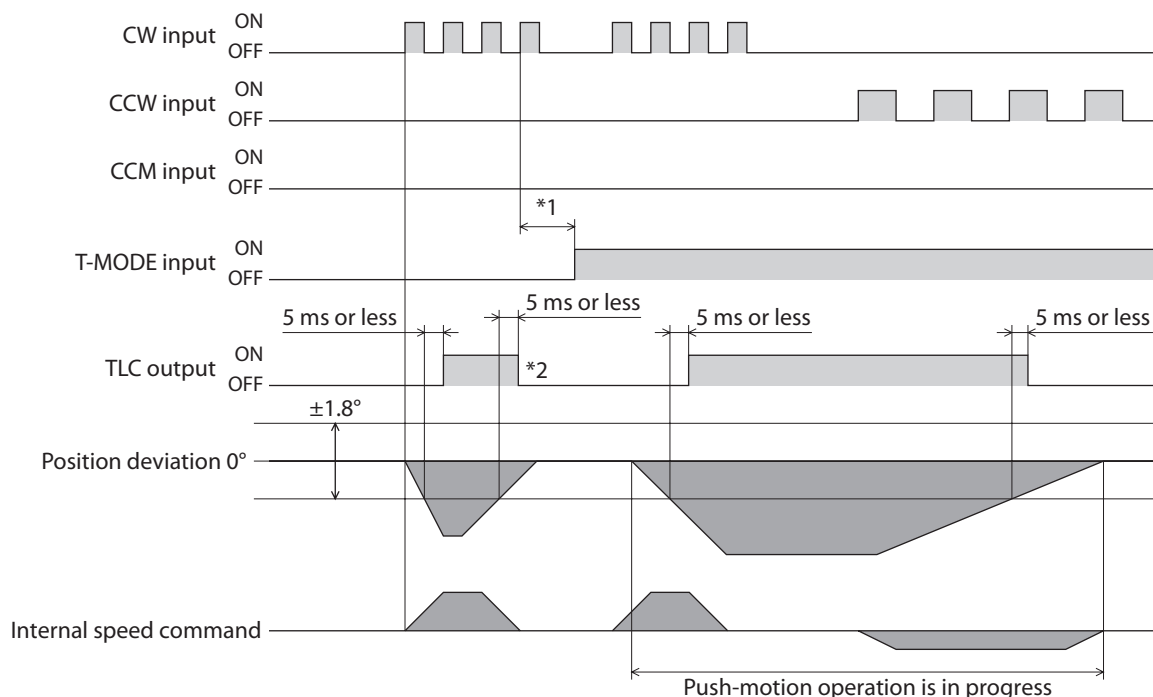 CW input
ON
OFF
CCW input
ON
OFF
CCM input
ON
OFF
*1
T-MODE input
ON
OFF
5 ms or less
5 ms or less
5 ms or less
5 ms or less
TLC output
ON
OFF
*2
±1.8°
Position deviation 0°
Internal speed command
Push-motion operation is in progress